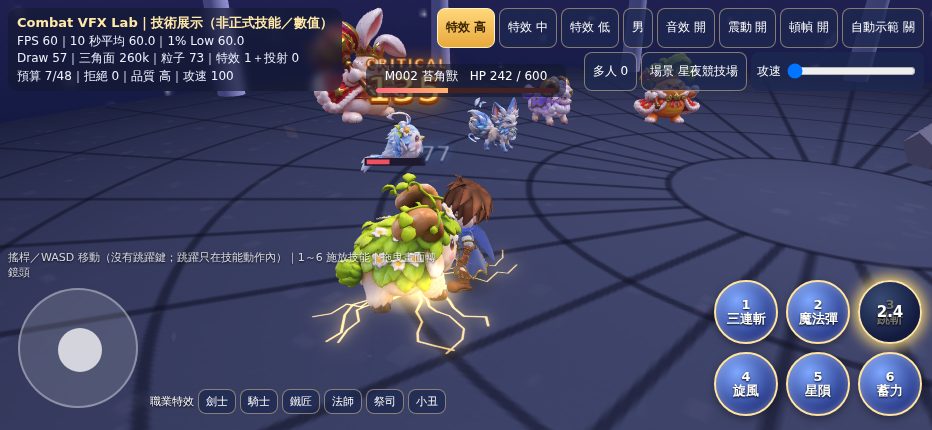 Combat VFX Lab｜技術展示（非正式技能／數值）
FPS 60｜10 秒平均 60.0｜1% Low 60.0
Draw 57｜三角面 260k｜粒子 73｜特效 1＋投射 0
預算 7/48｜拒絕 0｜品質 高｜攻速 100
特效 高
特效 中
特效 低
男
音效 開
震動 開
頓幀 開
自動示範 關
多人 0
場景 星夜競技場
攻速
CRITICAL
M002 苔角獸 HP 242 / 600
77
搖桿／WASD 移動（沒有跳躍鍵；跳躍只在技能動作內）｜1～6 施放技能｜拖曳畫面轉
鏡頭
1
三連斬
2
魔法彈
3
2.4
跳斬
4
旋風
5
星隕
6
蓄力
職業特效
劍士
騎士
鐵匠
法師
祭司
小丑